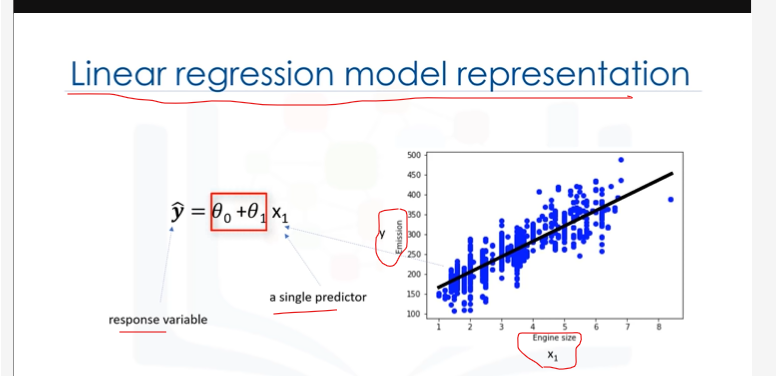 Linear regression model representation
ŷ = θ₀ +θ₁ x₁
response variable
a single predictor
y
Emission
500
450
400
350
300
250
200
150
100
1 2 3 4 5 6 7 8
Engine size
x₁